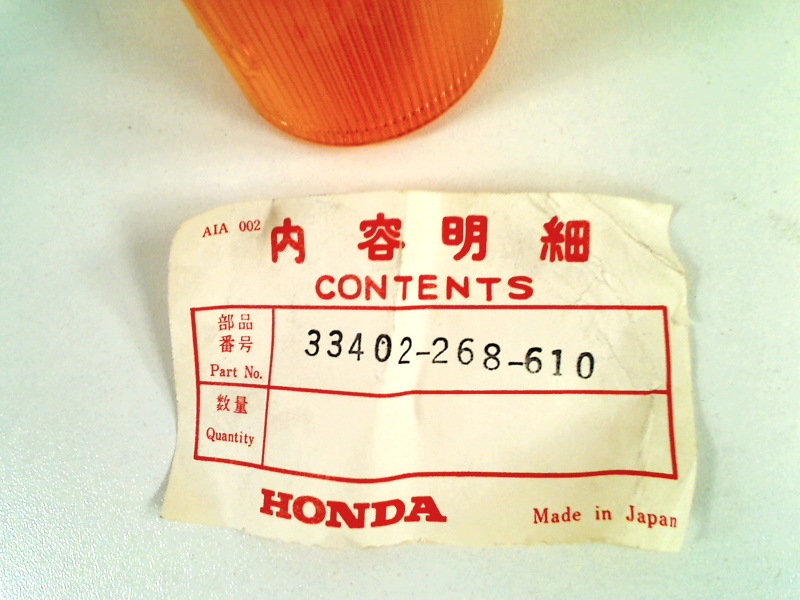 AIA 002
内容明細
CONTENTS
部品
番号
Part No.
33402-268-610
数量
Quantity
HONDA
Made in Japan